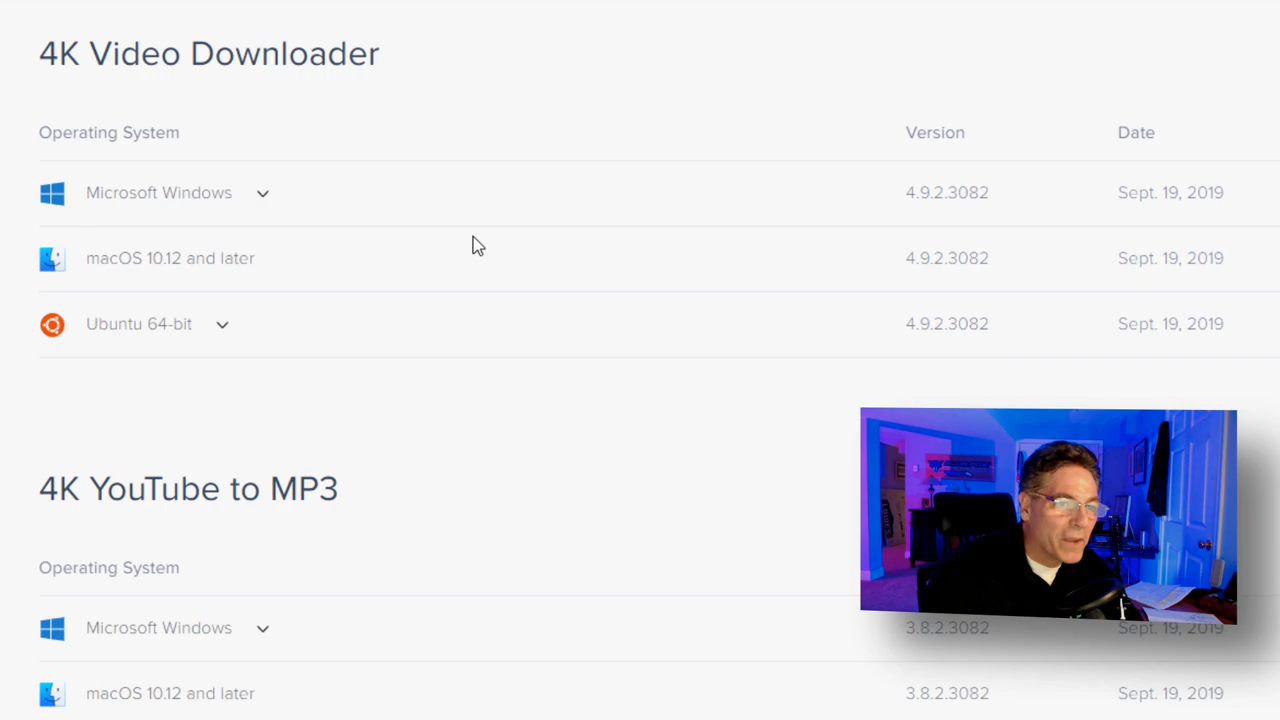 4K Video Downloader
Operating System Version Date
Microsoft Windows 4.9.2.3082 Sept. 19, 2019
macOS 10.12 and later 4.9.2.3082 Sept. 19, 2019
Ubuntu 64-bit 4.9.2.3082 Sept. 19, 2019
4K YouTube to MP3
Operating System
Microsoft Windows 3.8.2.3082 Sept. 19, 2019
macOS 10.12 and later 3.8.2.3082 Sept. 19, 2019